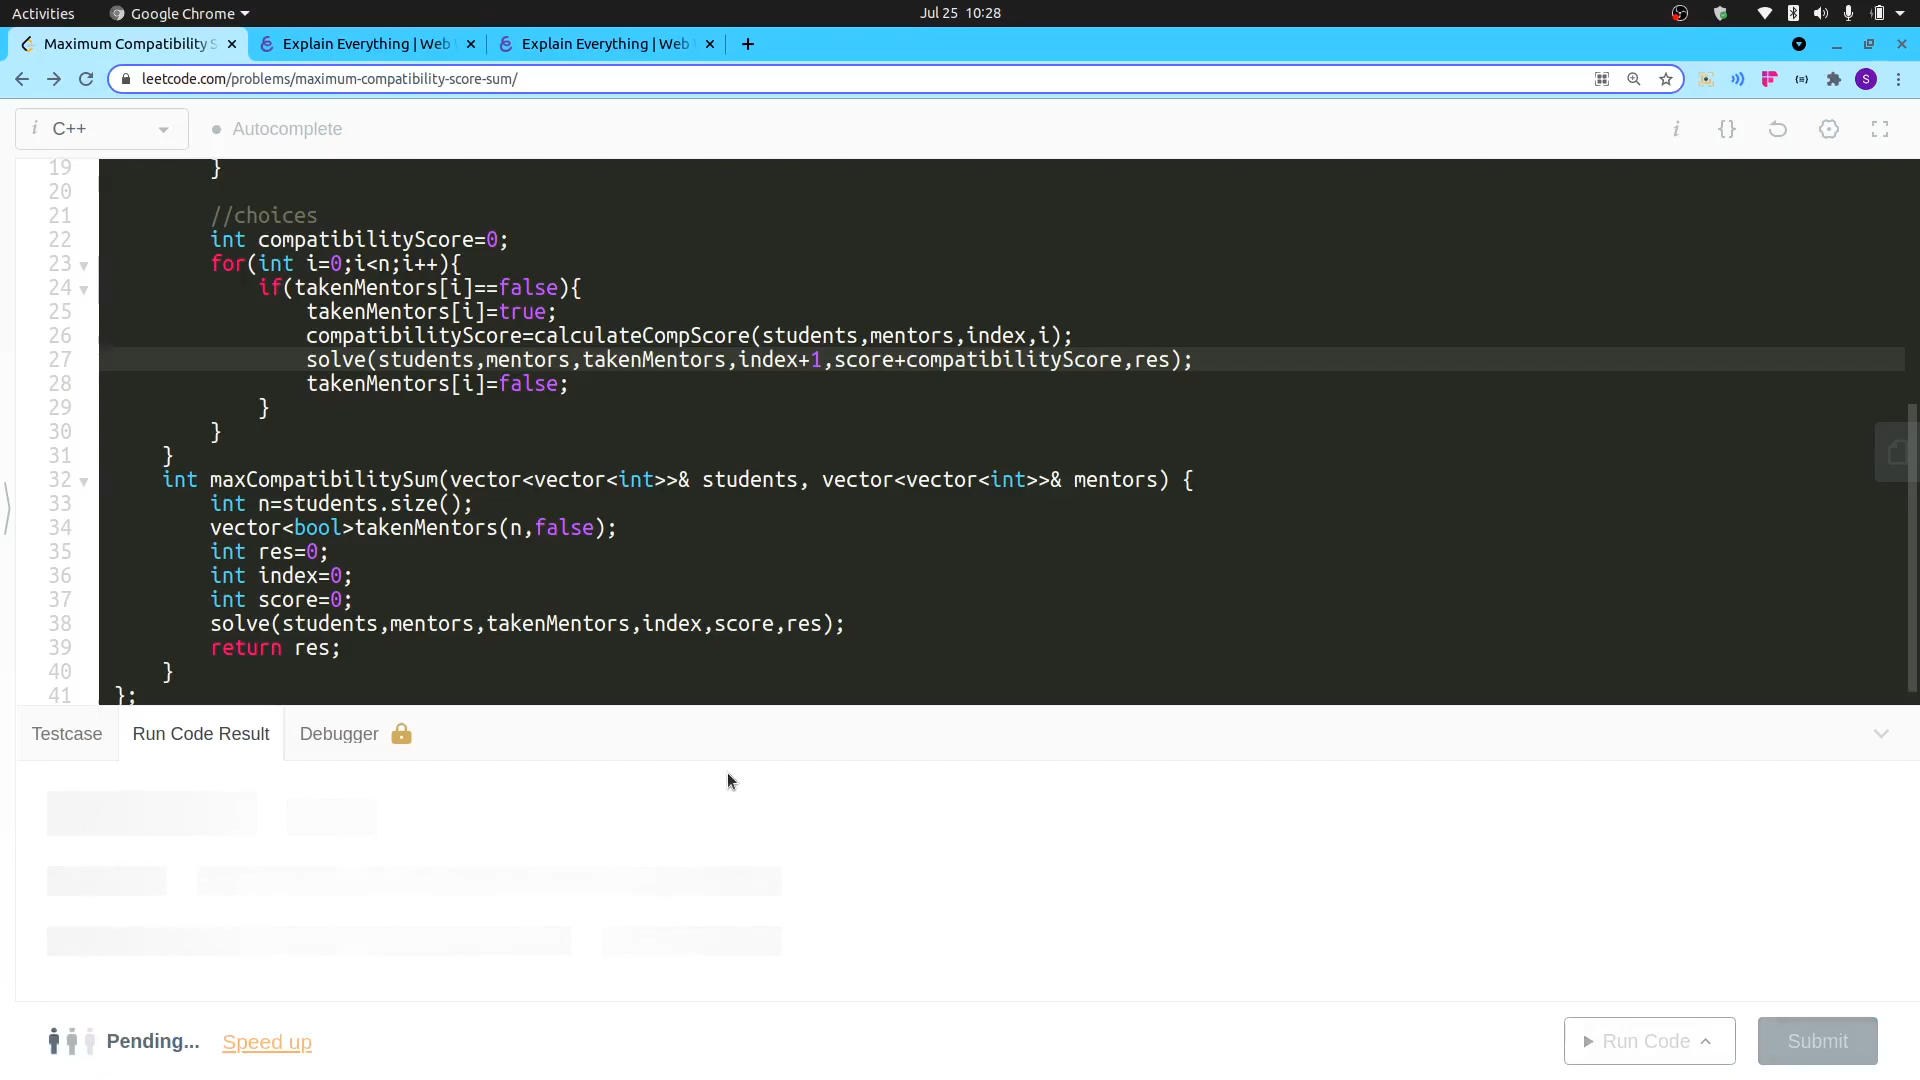 Activities Google Chrome Jul 25 10:28
Maximum Compatibility S Explain Everything | Web Explain Everything | Web
leetcode.com/problems/maximum-compatibility-score-sum/ S
i C++ Autocomplete i {}
19 }
20
21 //choices
22 int compatibilityScore=0;
23 for(int i=0;i<n;i++){
24 if(takenMentors[i]==false){
25 takenMentors[i]=true;
26 compatibilityScore=calculateCompScore(students,mentors,index,i);
27 solve(students,mentors,takenMentors,index+1,score+compatibilityScore,res);
28 takenMentors[i]=false;
29 }
30 }
31 }
32 int maxCompatibilitySum(vector<vector<int>>& students, vector<vector<int>>& mentors) {
33 int n=students.size();
34 vector<bool>takenMentors(n,false);
35 int res=0;
36 int index=0;
37 int score=0;
38 solve(students,mentors,takenMentors,index,score,res);
39 return res;
40 }
41 };
Testcase Run Code Result Debugger
Pending... Speed up Run Code Submit